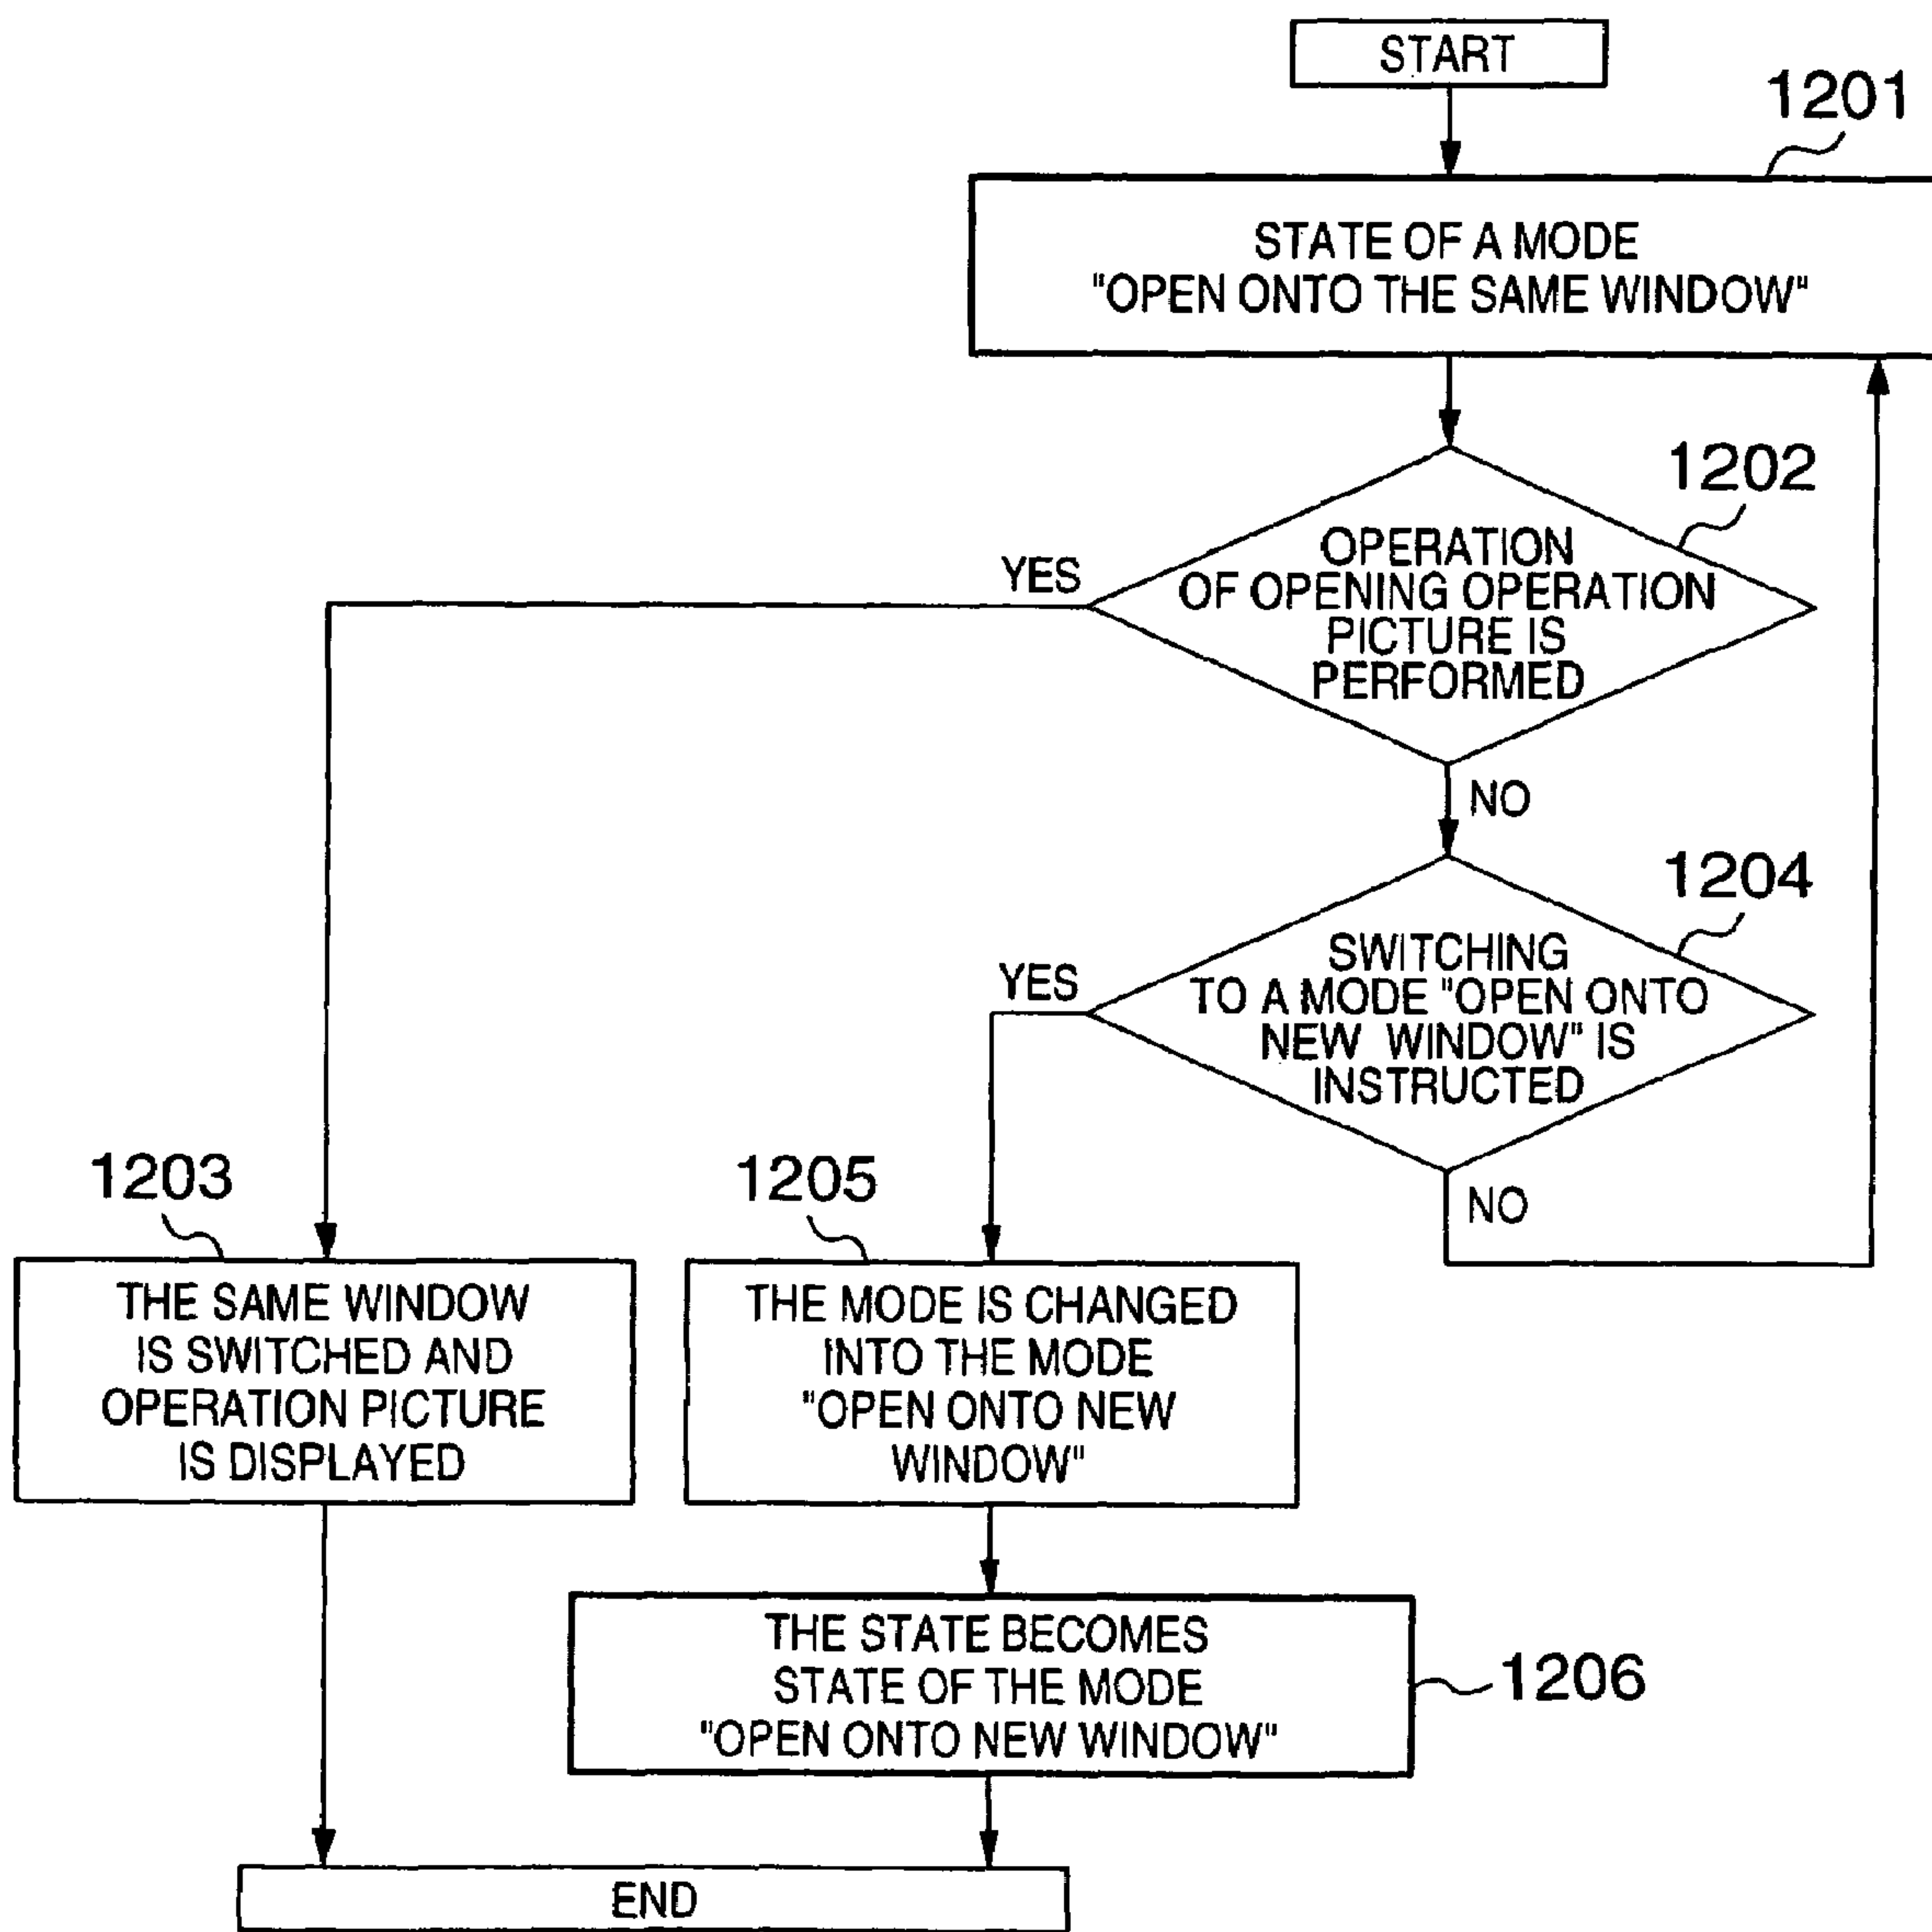 START
1201
STATE OF A MODE
"OPEN ONTO THE SAME WINDOW"
1202
OPERATION
OF OPENING OPERATION
PICTURE IS
PERFORMED
YES
NO
1204
SWITCHING
TO A MODE "OPEN ONTO
NEW WINDOW" IS
INSTRUCTED
YES
NO
1203
THE SAME WINDOW
IS SWITCHED AND
OPERATION PICTURE
IS DISPLAYED
1205
THE MODE IS CHANGED
INTO THE MODE
"OPEN ONTO NEW
WINDOW"
THE STATE BECOMES
STATE OF THE MODE
"OPEN ONTO NEW WINDOW"
1206
END